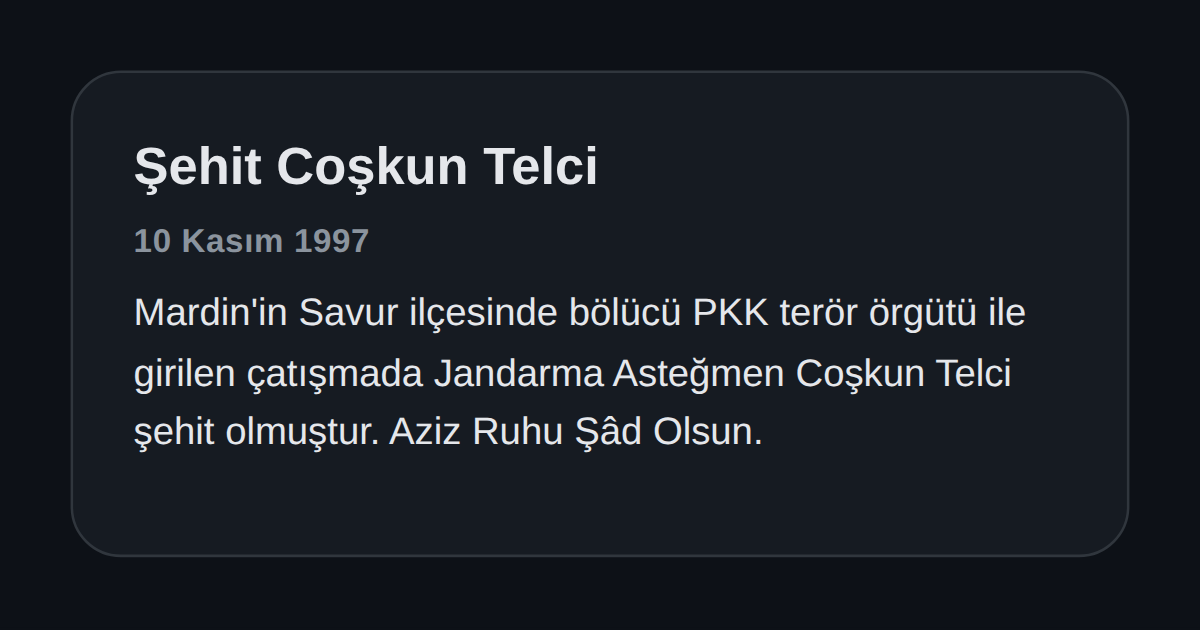 Şehit Coşkun Telci
10 Kasım 1997
Mardin'in Savur ilçesinde bölücü PKK terör örgütü ile
girilen çatışmada Jandarma Asteğmen Coşkun Telci
şehit olmuştur. Aziz Ruhu Şâd Olsun.